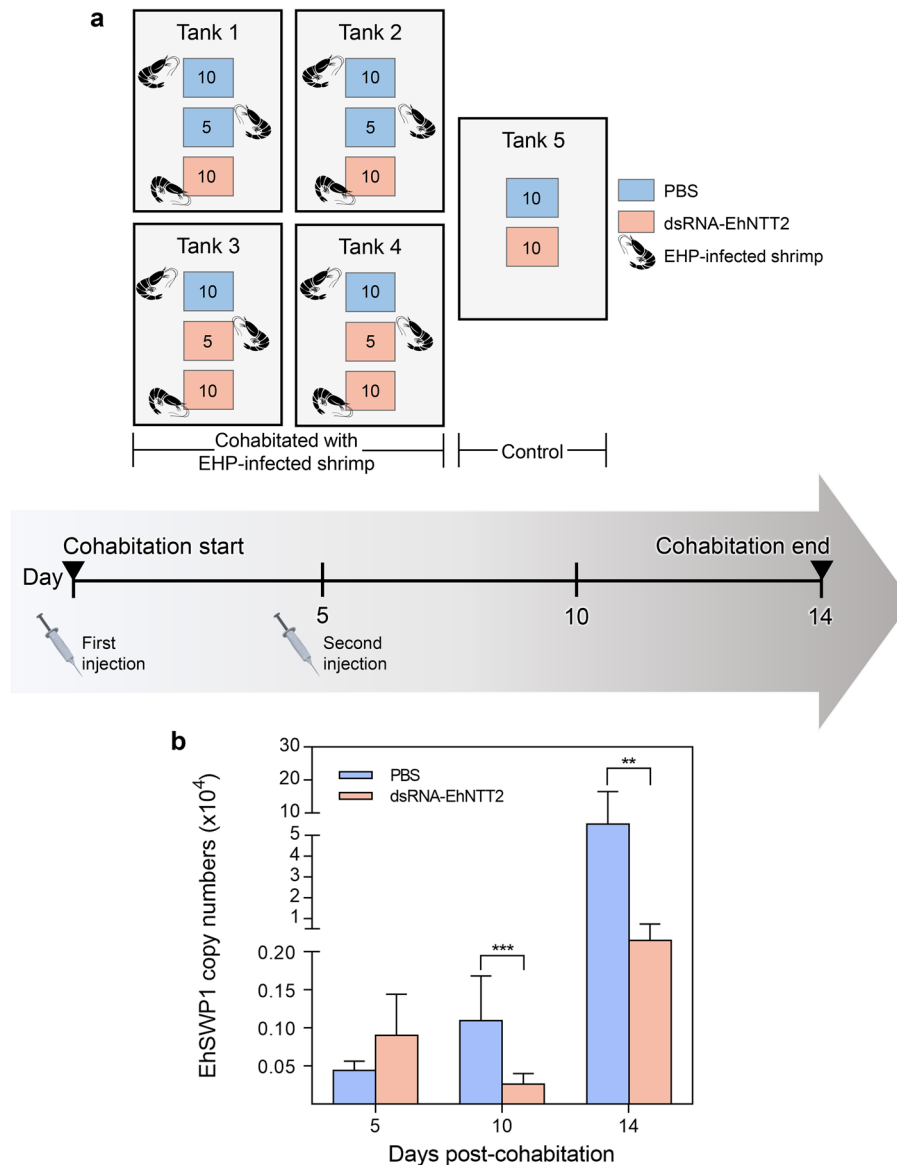 a
Tank 1
10
5
10
Tank 2
10
5
10
Tank 3
10
5
10
Tank 4
10
5
10
Tank 5
10
10
PBS
dsRNA-EhNTT2
EHP-infected shrimp
Cohabitated with
EHP-infected shrimp
Control
Cohabitation start
Cohabitation end
Day
5
10
14
First
injection
Second
injection
b
EhSWP1 copy numbers (x10⁴)
30
20
10
5
4
3
2
1
0.20
0.15
0.10
0.05
PBS
dsRNA-EhNTT2
***
**
5
10
14
Days post-cohabitation